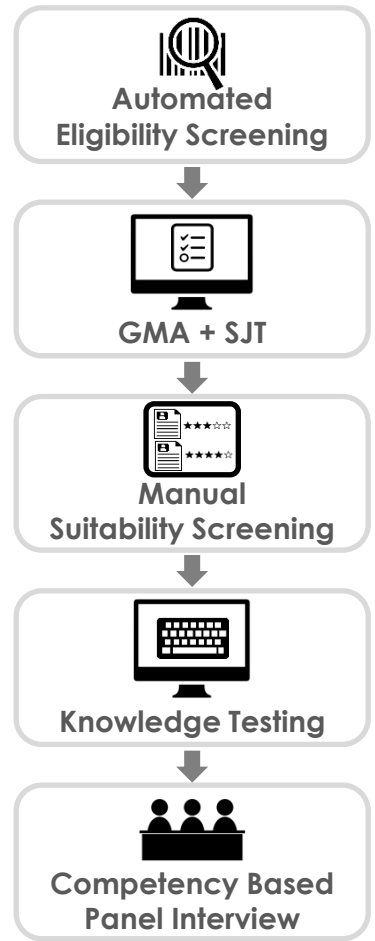 Automated
Eligibility Screening
GMA + SJT
Manual
Suitability Screening
Knowledge Testing
Competency Based
Panel Interview